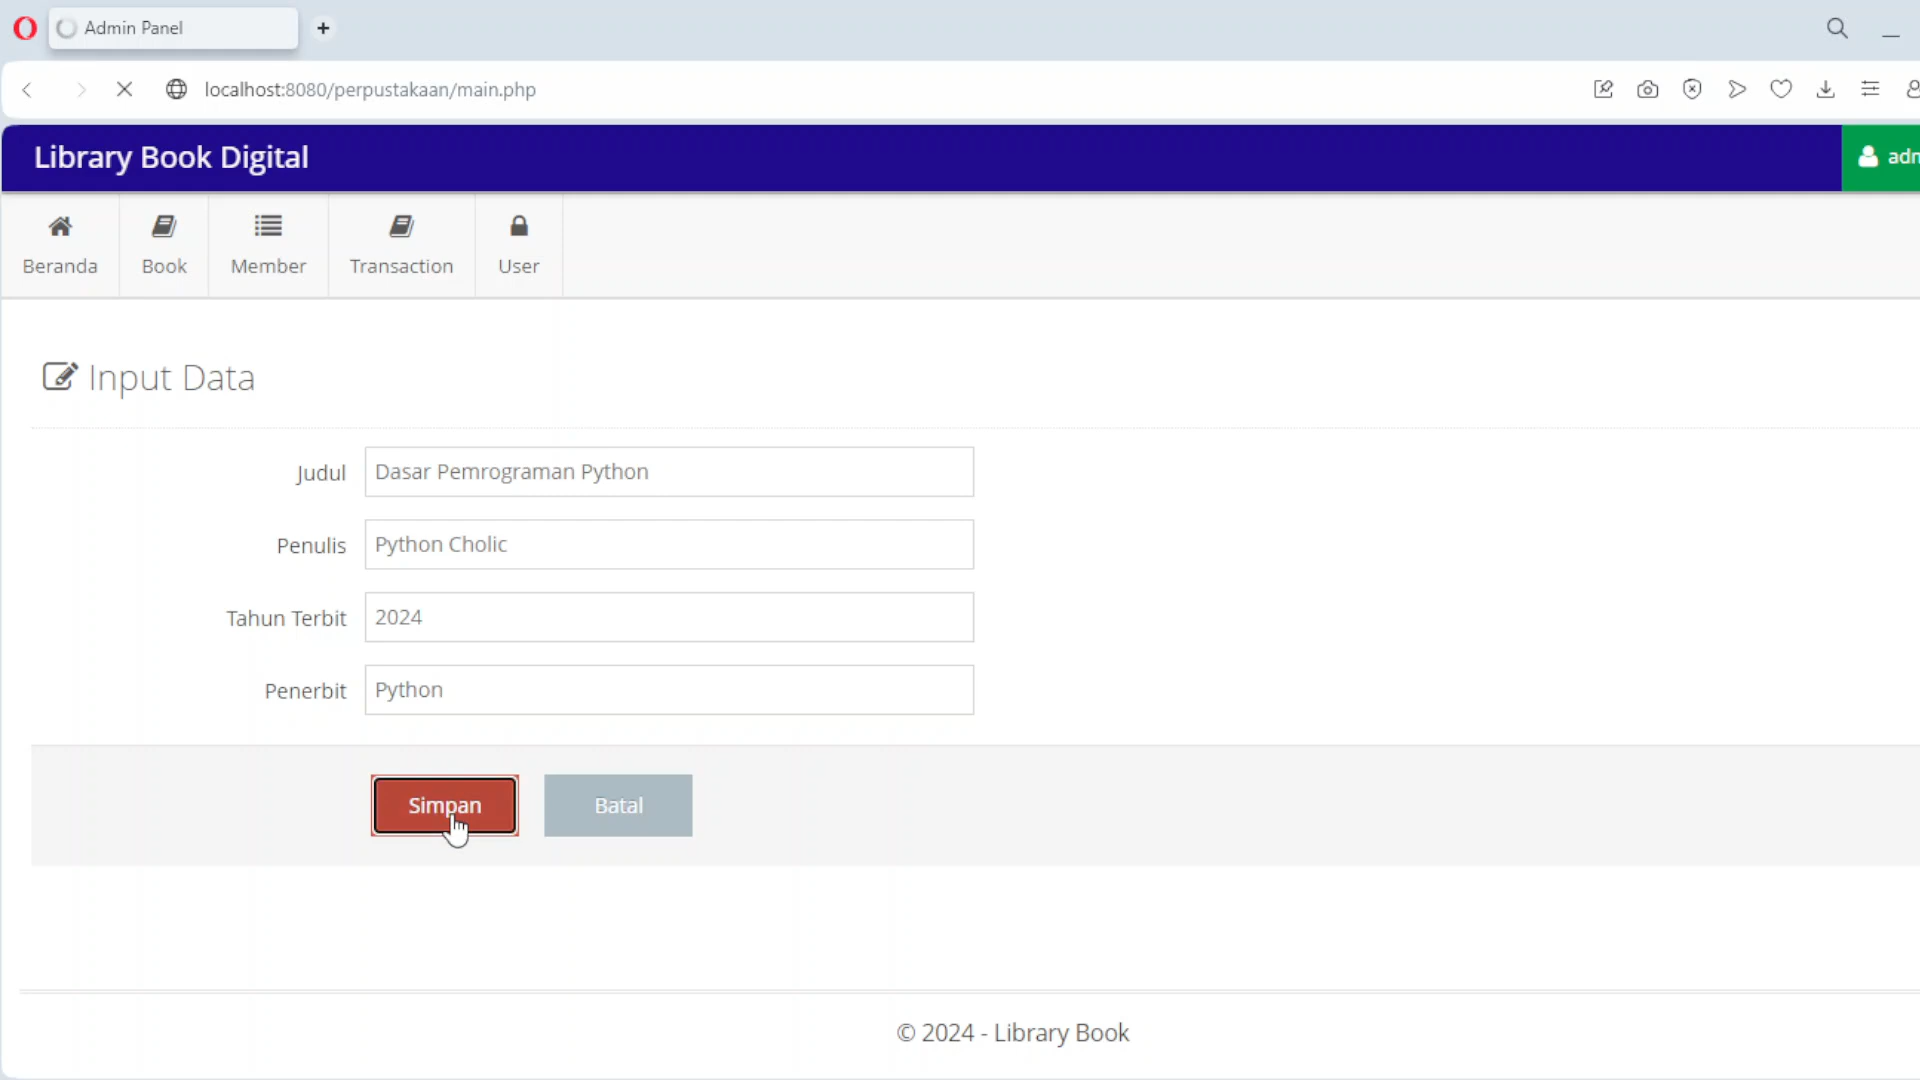 Admin Panel
localhost:8080/perpustakaan/main.php
Library Book Digital
Beranda
Book
Member
Transaction
User
Input Data
Judul
Dasar Pemrograman Python
Penulis
Python Cholic
Tahun Terbit
2024
Penerbit
Python
Simpan
Batal
© 2024 - Library Book